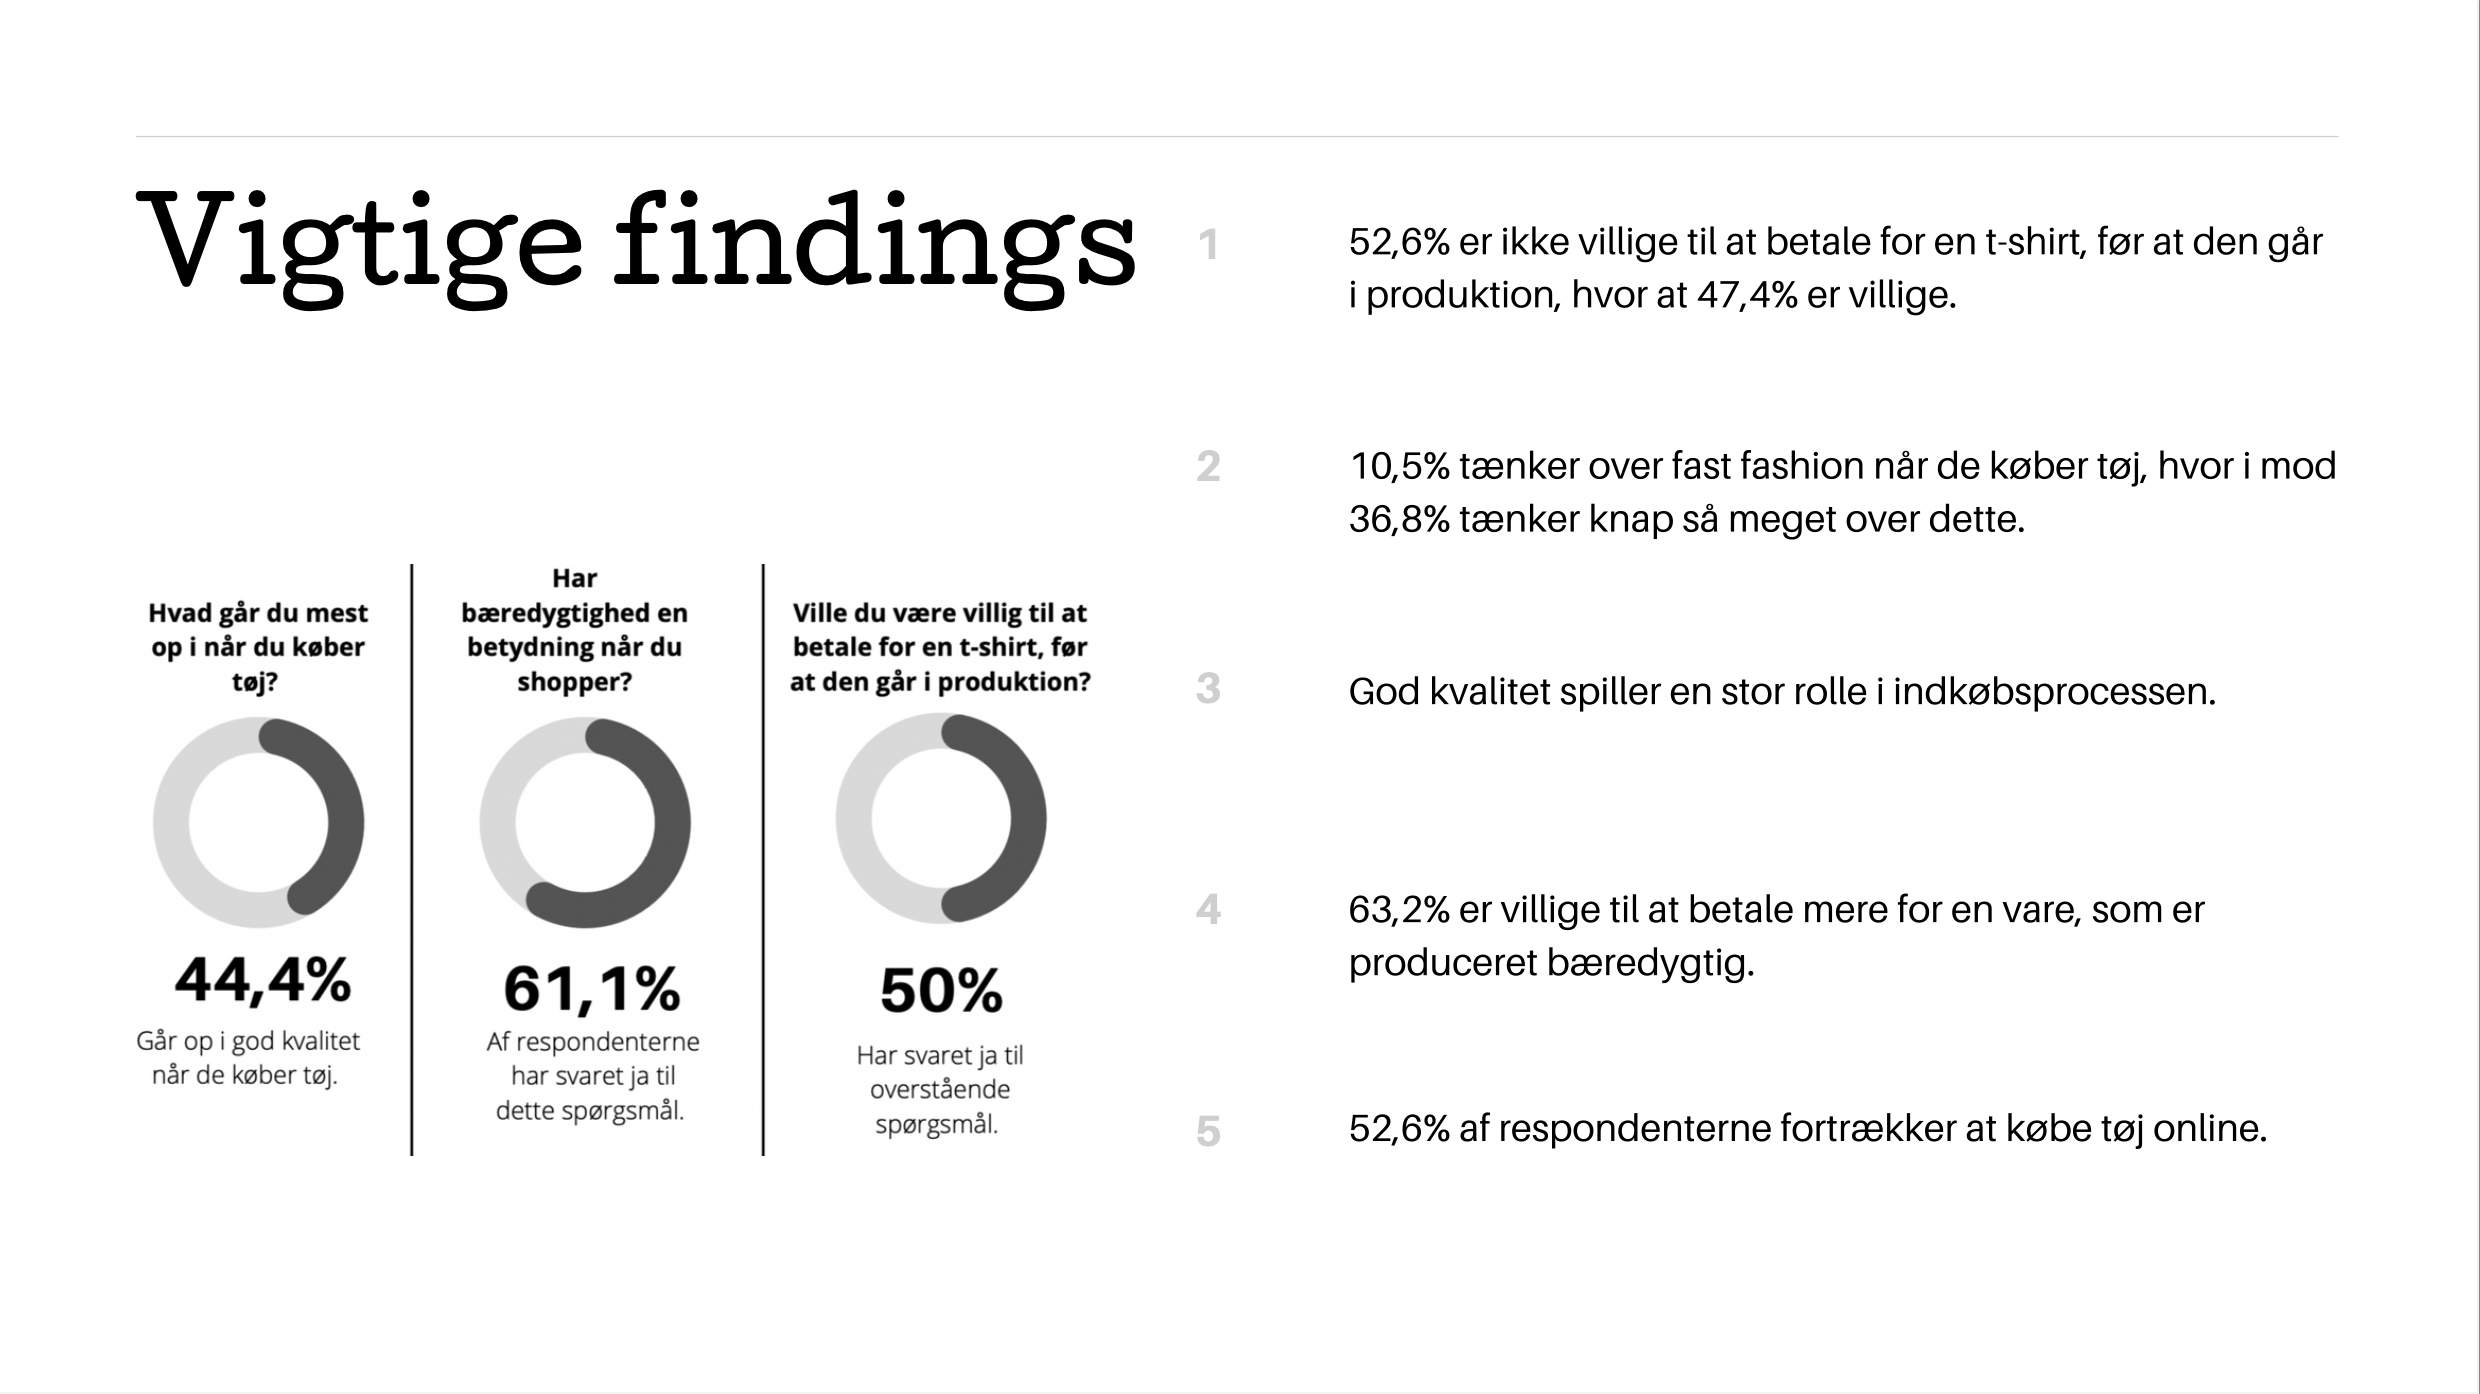 Vigtige findings
Har
Hvad går du mest
op i når du køber
tøj?
bæredygtighed en
betydning når du
shopper?
Ville du være villig til at
betale for en t-shirt, før
at den går i produktion?
44,4%
Går op i god kvalitet
når de køber tøj.
61,1%
Af respondenterne
har svaret ja til
dette spørgsmål.
50%
Har svaret ja til
overstående
spørgsmål.
1
52,6% er ikke villige til at betale for en t-shirt, før at den går
i produktion, hvor at 47,4% er villige.
2
10,5% tænker over fast fashion når de køber tøj, hvor i mod
36,8% tænker knap så meget over dette.
3
God kvalitet spiller en stor rolle i indkøbsprocessen.
4
63,2% er villige til at betale mere for en vare, som er
produceret bæredygtig.
5
52,6% af respondenterne fortrækker at købe tøj online.